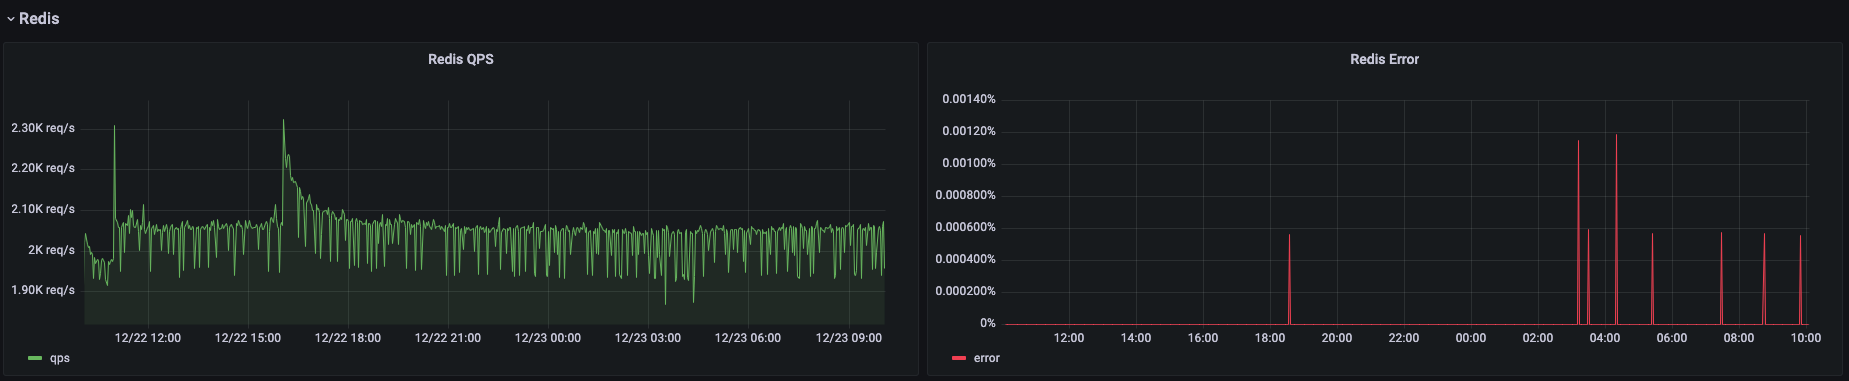 Redis
Redis QPS
2.30K req/s
2.20K req/s
2.10K req/s
2K req/s
1.90K req/s
12/22 12:00 12/22 15:00 12/22 18:00 12/22 21:00 12/23 00:00 12/23 03:00 12/23 06:00 12/23 09:00
qps
Redis Error
0.00140%
0.00120%
0.00100%
0.000800%
0.000600%
0.000400%
0.000200%
0%
12:00 14:00 16:00 18:00 20:00 22:00 00:00 02:00 04:00 06:00 08:00 10:00
error